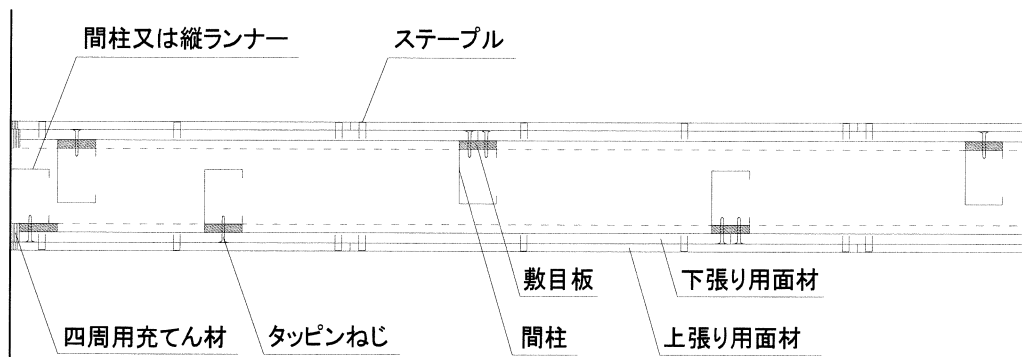 間柱又は縦ランナー
ステープル
敷目板
下張り用面材
四周用充てん材
タッピンねじ
間柱
上張り用面材